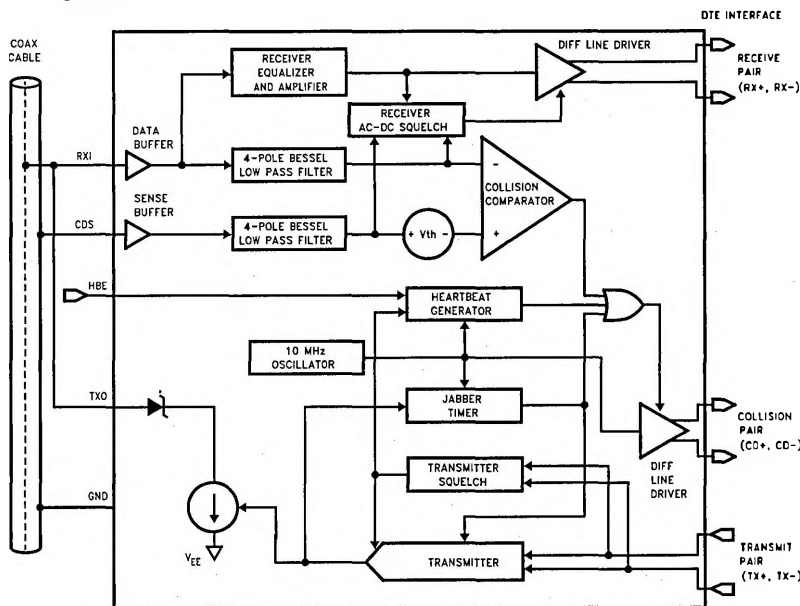 DTE INTERFACE
COAX
CABLE
RECEIVER
EQUALIZER
AND AMPLIFIER
DIFF LINE DRIVER
RECEIVE
PAIR
(RX+, RX-)
RECEIVER
AC-DC SQUELCH
DATA
BUFFER
RXI
4-POLE BESSEL
LOW PASS FILTER
-
COLLISION
COMPARATOR
SENSE
BUFFER
CDS
4-POLE BESSEL
LOW PASS FILTER
+ Vth -
+
HBE
HEARTBEAT
GENERATOR
10 MHz
OSCILLATOR
TXO
JABBER
TIMER
COLLISION
PAIR
(CD+, CD-)
DIFF
LINE
DRIVER
TRANSMITTER
SQUELCH
GND
VEE
TRANSMITTER
TRANSMIT
PAIR
(TX+, TX-)